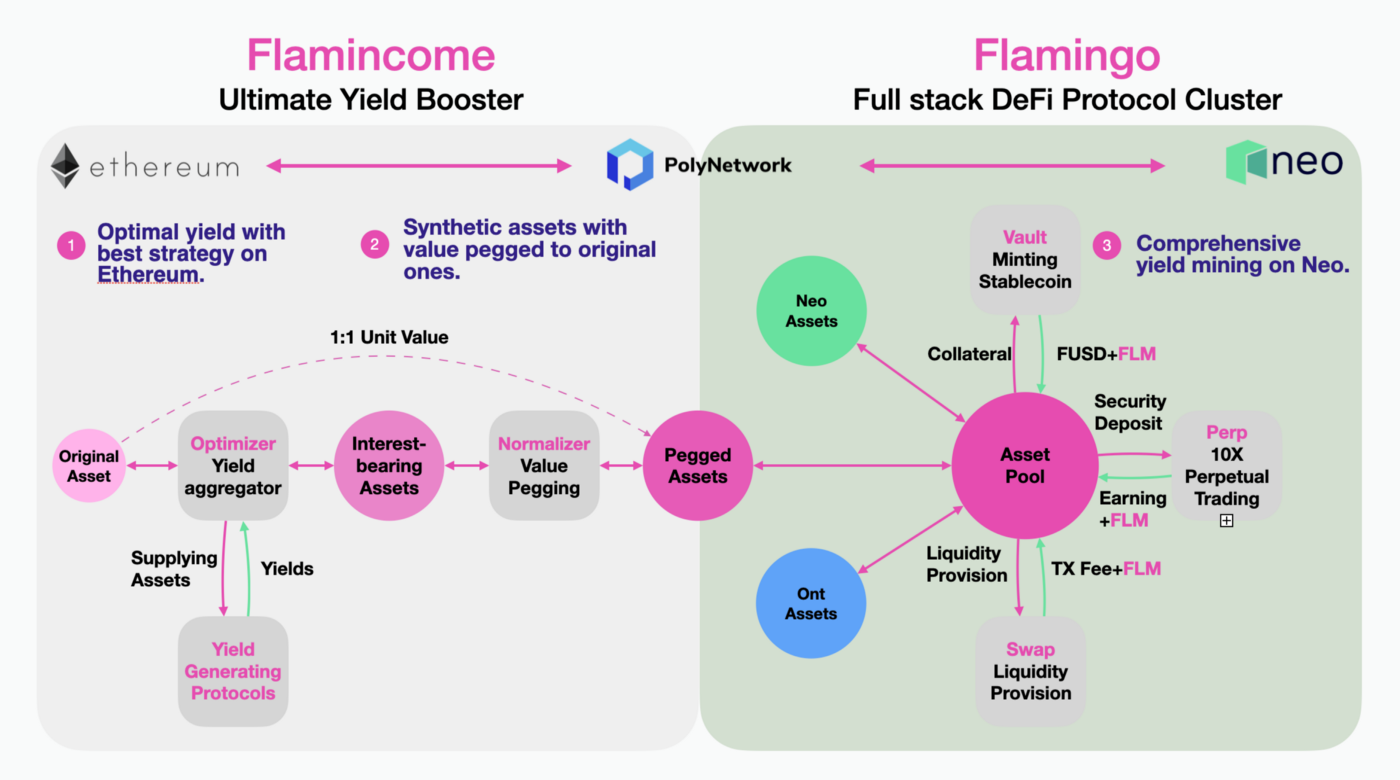 Flamincome
Ultimate Yield Booster
Flamingo
Full stack DeFi Protocol Cluster
ethereum
PolyNetwork
neo
1
Optimal yield with
best strategy on
Ethereum.
2
Synthetic assets with
value pegged to original
ones.
Vault
Minting
Stablecoin
3
Comprehensive
yield mining on Neo.
Neo
Assets
1:1 Unit Value
Collateral
FUSD+FLM
Security
Deposit
Original
Asset
Optimizer
Yield
aggregator
Interest-
bearing
Assets
Normalizer
Value
Pegging
Pegged
Assets
Asset
Pool
Perp
10X
Perpetual
Trading
Earning
+FLM
Supplying
Assets
Yields
Liquidity
Provision
TX Fee+FLM
Ont
Assets
Yield
Generating
Protocols
Swap
Liquidity
Provision